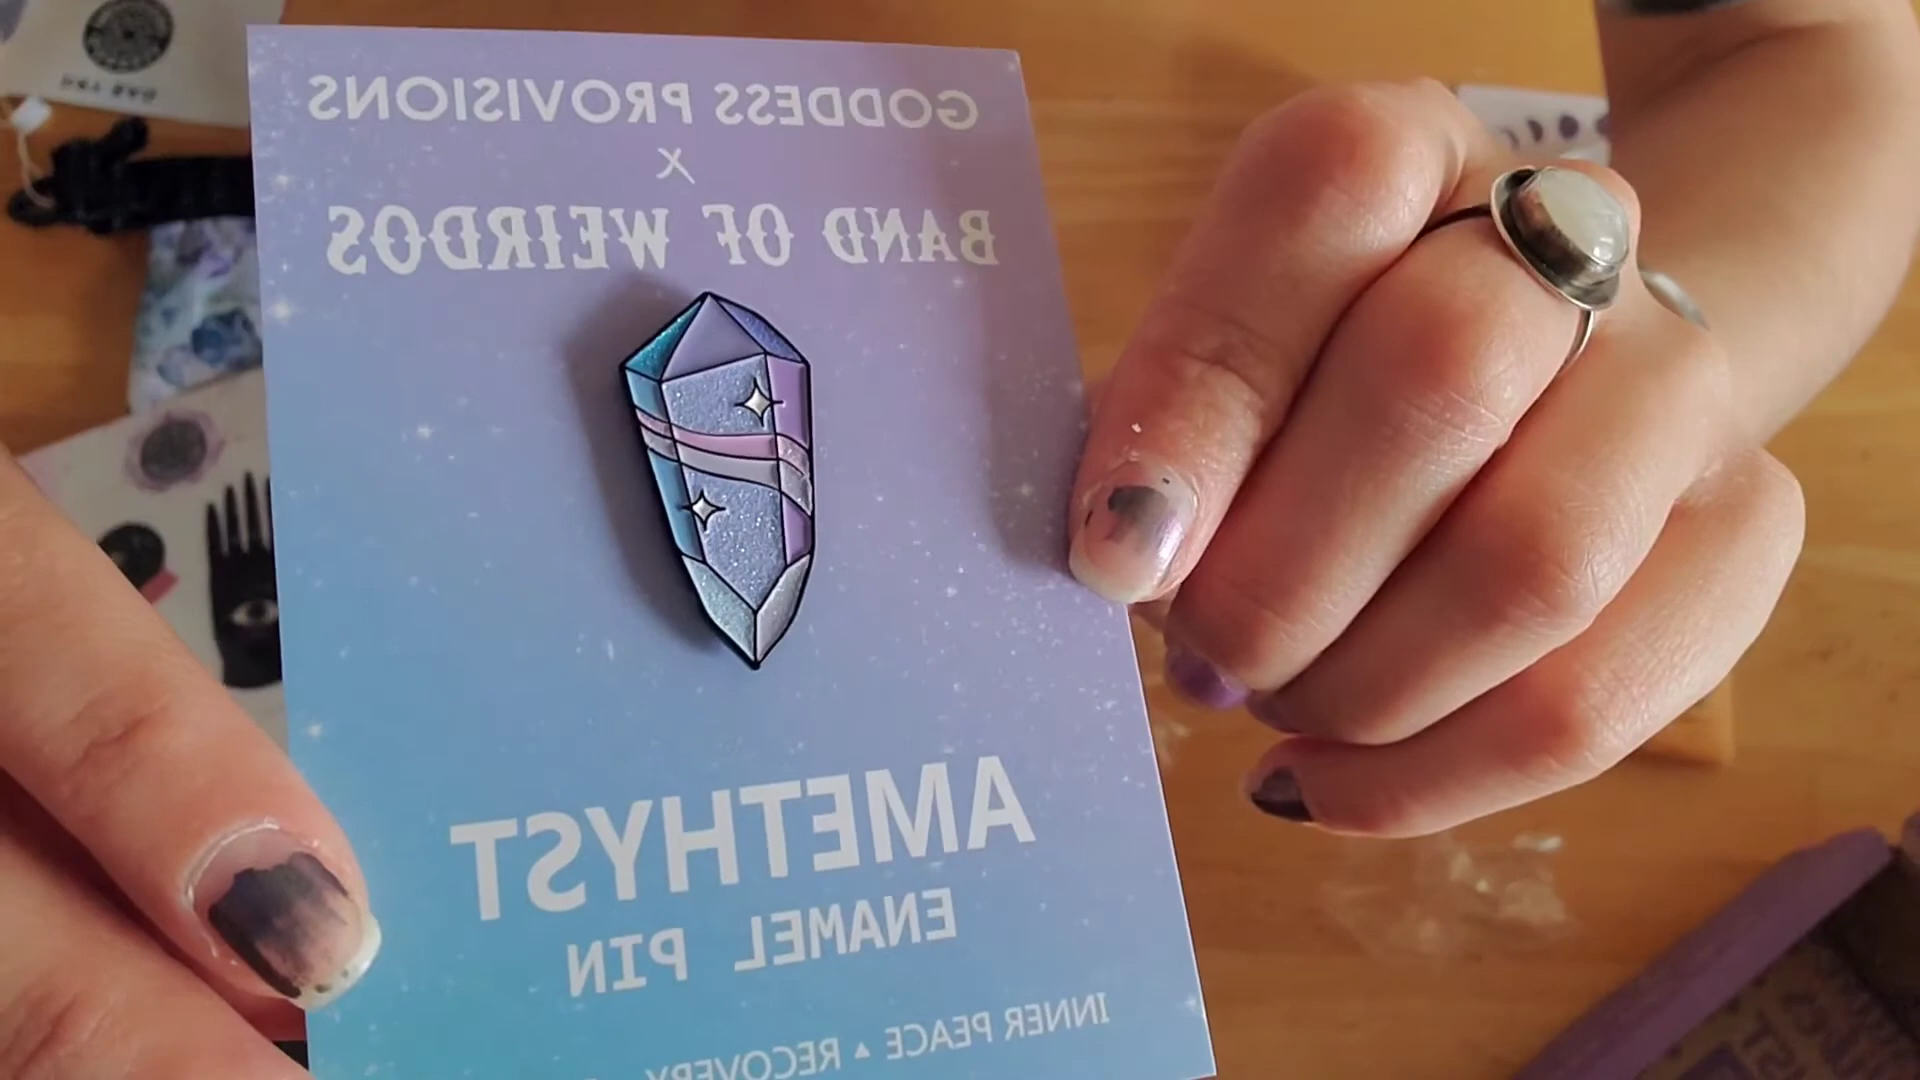 GODDESS PROVISIONS
X
BAND OF WEIRDOS
AMETHYST
ENAMEL PIN
INNER PEACE ▲ RECOVERY